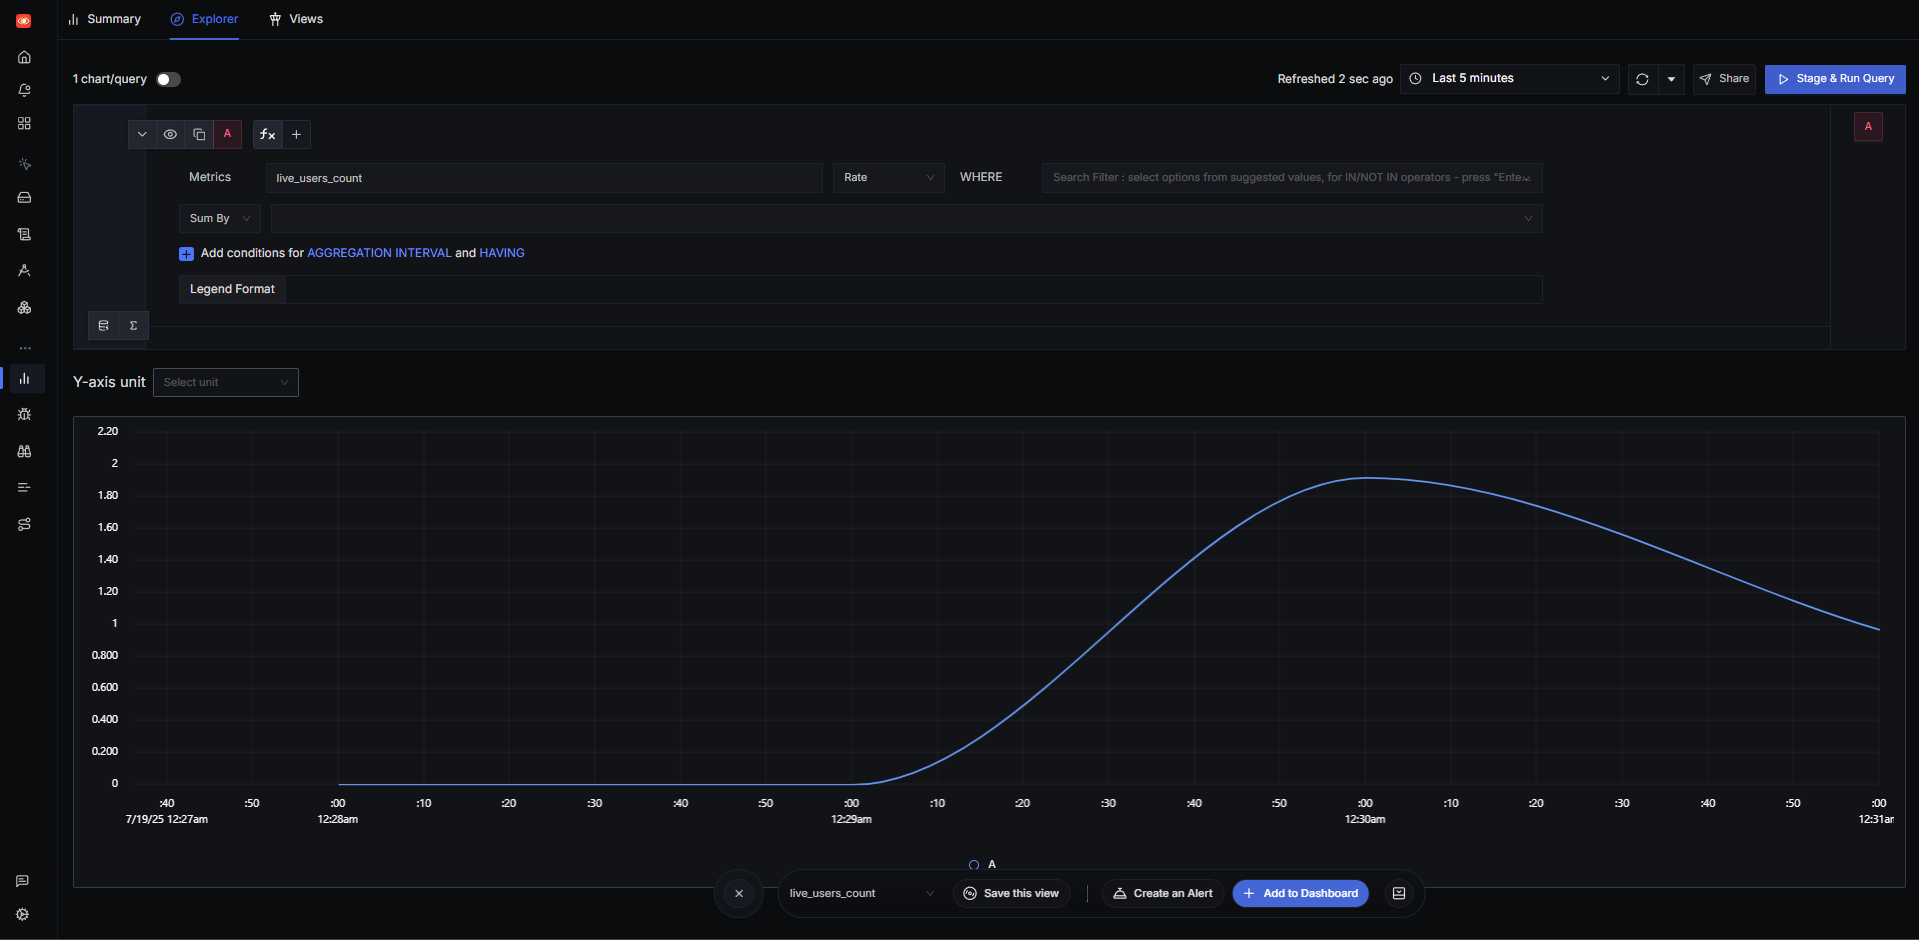 Summary Explorer Views
1 chart/query Refreshed 2 sec ago Last 5 minutes Share Stage & Run Query
A fx A
Metrics live_users_count Rate WHERE Search Filter : select options from suggested values, for IN/NOT IN operators - press "Ente...
Sum By
Add conditions for AGGREGATION INTERVAL and HAVING
Legend Format
Σ
Y-axis unit Select unit
2.20
2
1.80
1.60
1.40
1.20
1
0.800
0.600
0.400
0.200
0
:40 :50 :00 :10 :20 :30 :40 :50 :00 :10 :20 :30 :40 :50 :00 :10 :20 :30 :40 :50 :00
7/19/25 12:27am 12:28am 12:29am 12:30am 12:31ar
A
live_users_count Save this view Create an Alert + Add to Dashboard